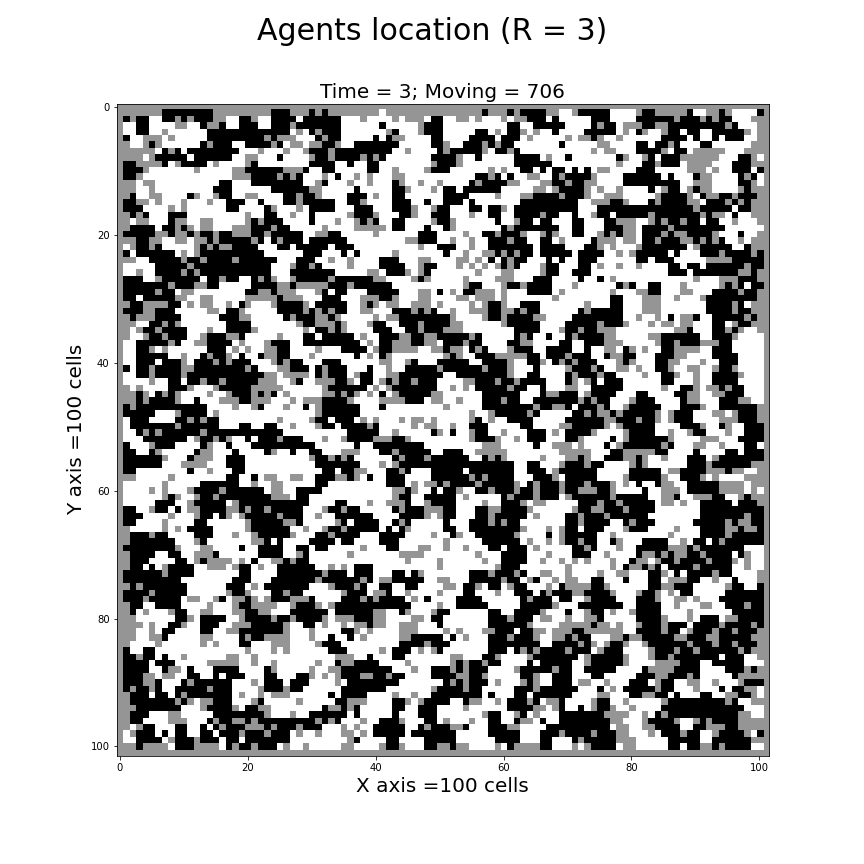 Agents location (R = 3)
Time = 3; Moving = 706
0
20
40
60
80
100
Y axis =100 cells
0 20 40 60 80 100
X axis =100 cells